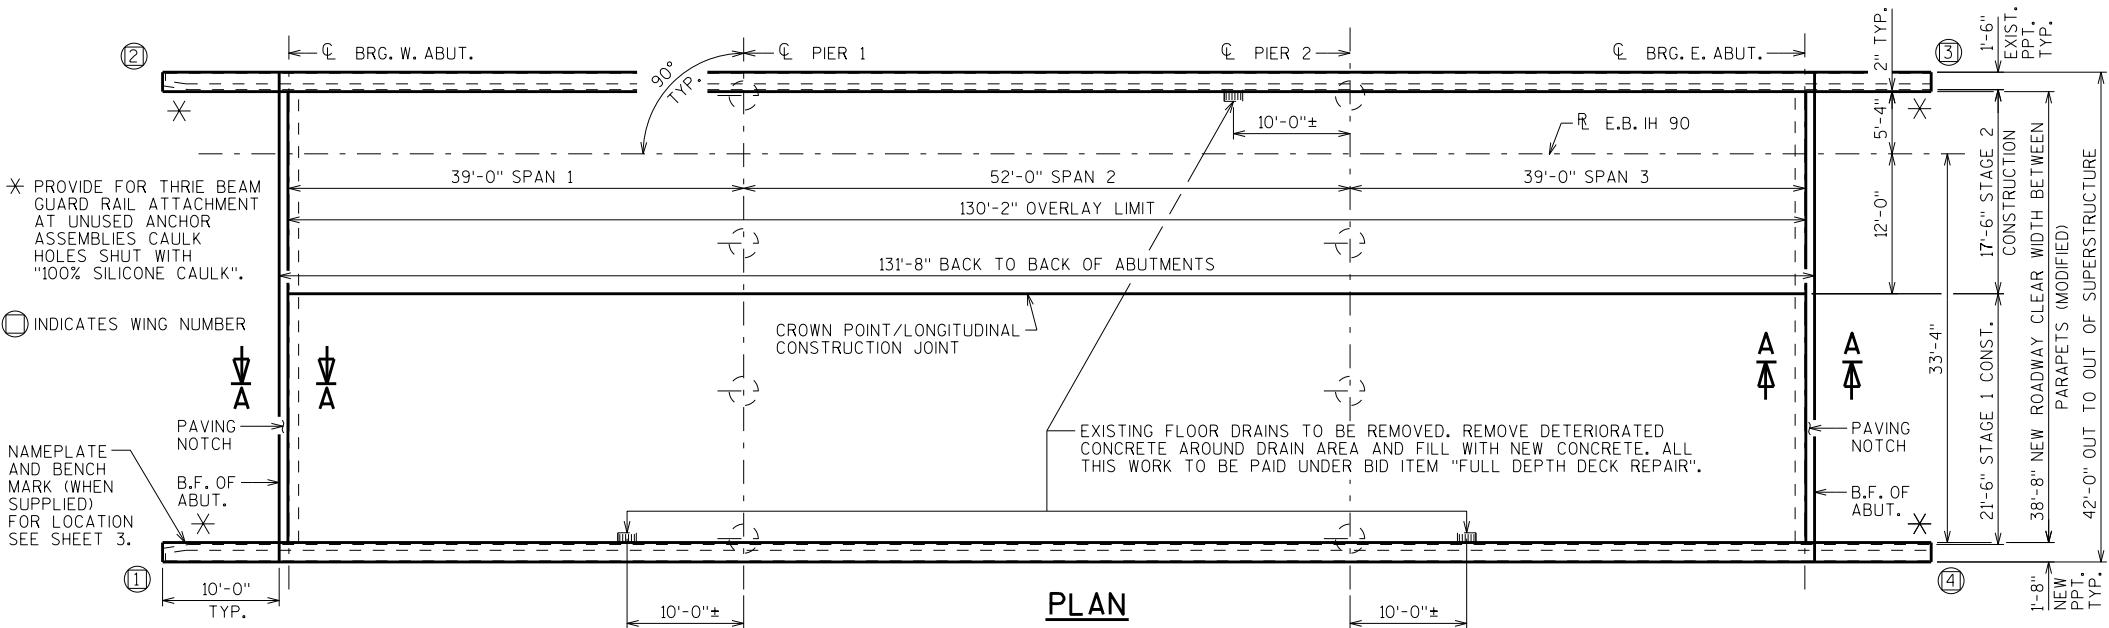 2
℄ BRG. W. ABUT.
℄ PIER 1
℄ PIER 2
℄ BRG. E. ABUT.
3
90°
TYP.
2" TYP.
1'-6"
EXIST.
PPT.
TYP.
10'-0"±
R̵ E.B. IH 90
5'-4"
39'-0" SPAN 1
52'-0" SPAN 2
39'-0" SPAN 3
130'-2" OVERLAY LIMIT
131'-8" BACK TO BACK OF ABUTMENTS
12'-0"
17'-6" STAGE 2
CONSTRUCTION
* PROVIDE FOR THRIE BEAM
GUARD RAIL ATTACHMENT
AT UNUSED ANCHOR
ASSEMBLIES CAULK
HOLES SHUT WITH
"100% SILICONE CAULK".
INDICATES WING NUMBER
CROWN POINT/LONGITUDINAL
CONSTRUCTION JOINT
A
A
A
A
33'-4"
21'-6" STAGE 1 CONST.
38'-8" NEW ROADWAY CLEAR WIDTH BETWEEN
PARAPETS (MODIFIED)
42'-0" OUT TO OUT OF SUPERSTRUCTURE
PAVING
NOTCH
EXISTING FLOOR DRAINS TO BE REMOVED. REMOVE DETERIORATED
CONCRETE AROUND DRAIN AREA AND FILL WITH NEW CONCRETE. ALL
THIS WORK TO BE PAID UNDER BID ITEM "FULL DEPTH DECK REPAIR".
PAVING
NOTCH
NAMEPLATE
AND BENCH
MARK (WHEN
SUPPLIED)
FOR LOCATION
SEE SHEET 3.
B.F. OF
ABUT.
B.F. OF
ABUT.
1
10'-0"
TYP.
10'-0"±
PLAN
10'-0"±
4
1'-8"
NEW
PPT.
TYP.